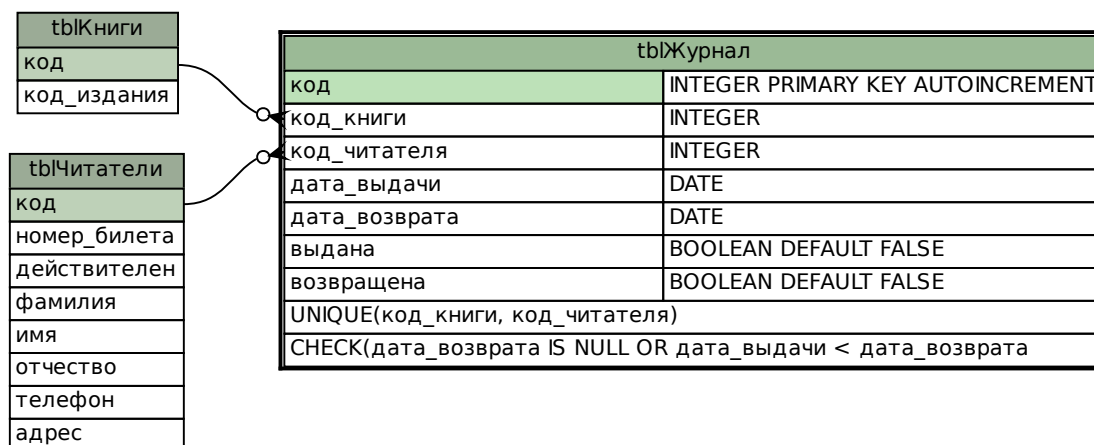 tblКниги
код
код_издания
tblЧитатели
код
номер_билета
действителен
фамилия
имя
отчество
телефон
адрес
tblЖурнал
код INTEGER PRIMARY KEY AUTOINCREMENT
код_книги INTEGER
код_читателя INTEGER
дата_выдачи DATE
дата_возврата DATE
выдана BOOLEAN DEFAULT FALSE
возвращена BOOLEAN DEFAULT FALSE
UNIQUE(код_книги, код_читателя)
CHECK(дата_возврата IS NULL OR дата_выдачи < дата_возврата